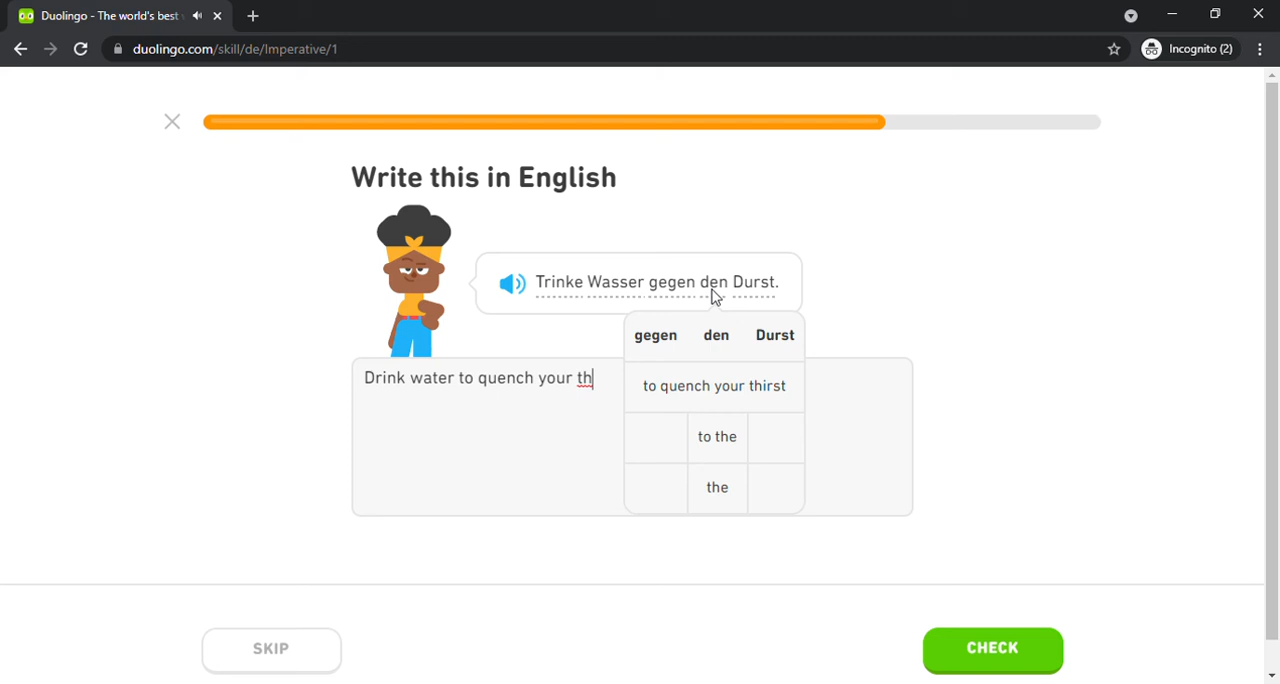 Duolingo - The world's best
duolingo.com/skill/de/Imperative/1
Incognito (2)
Write this in English
Trinke Wasser gegen den Durst.
gegen den Durst
Drink water to quench your th
to quench your thirst
to the
the
SKIP
CHECK